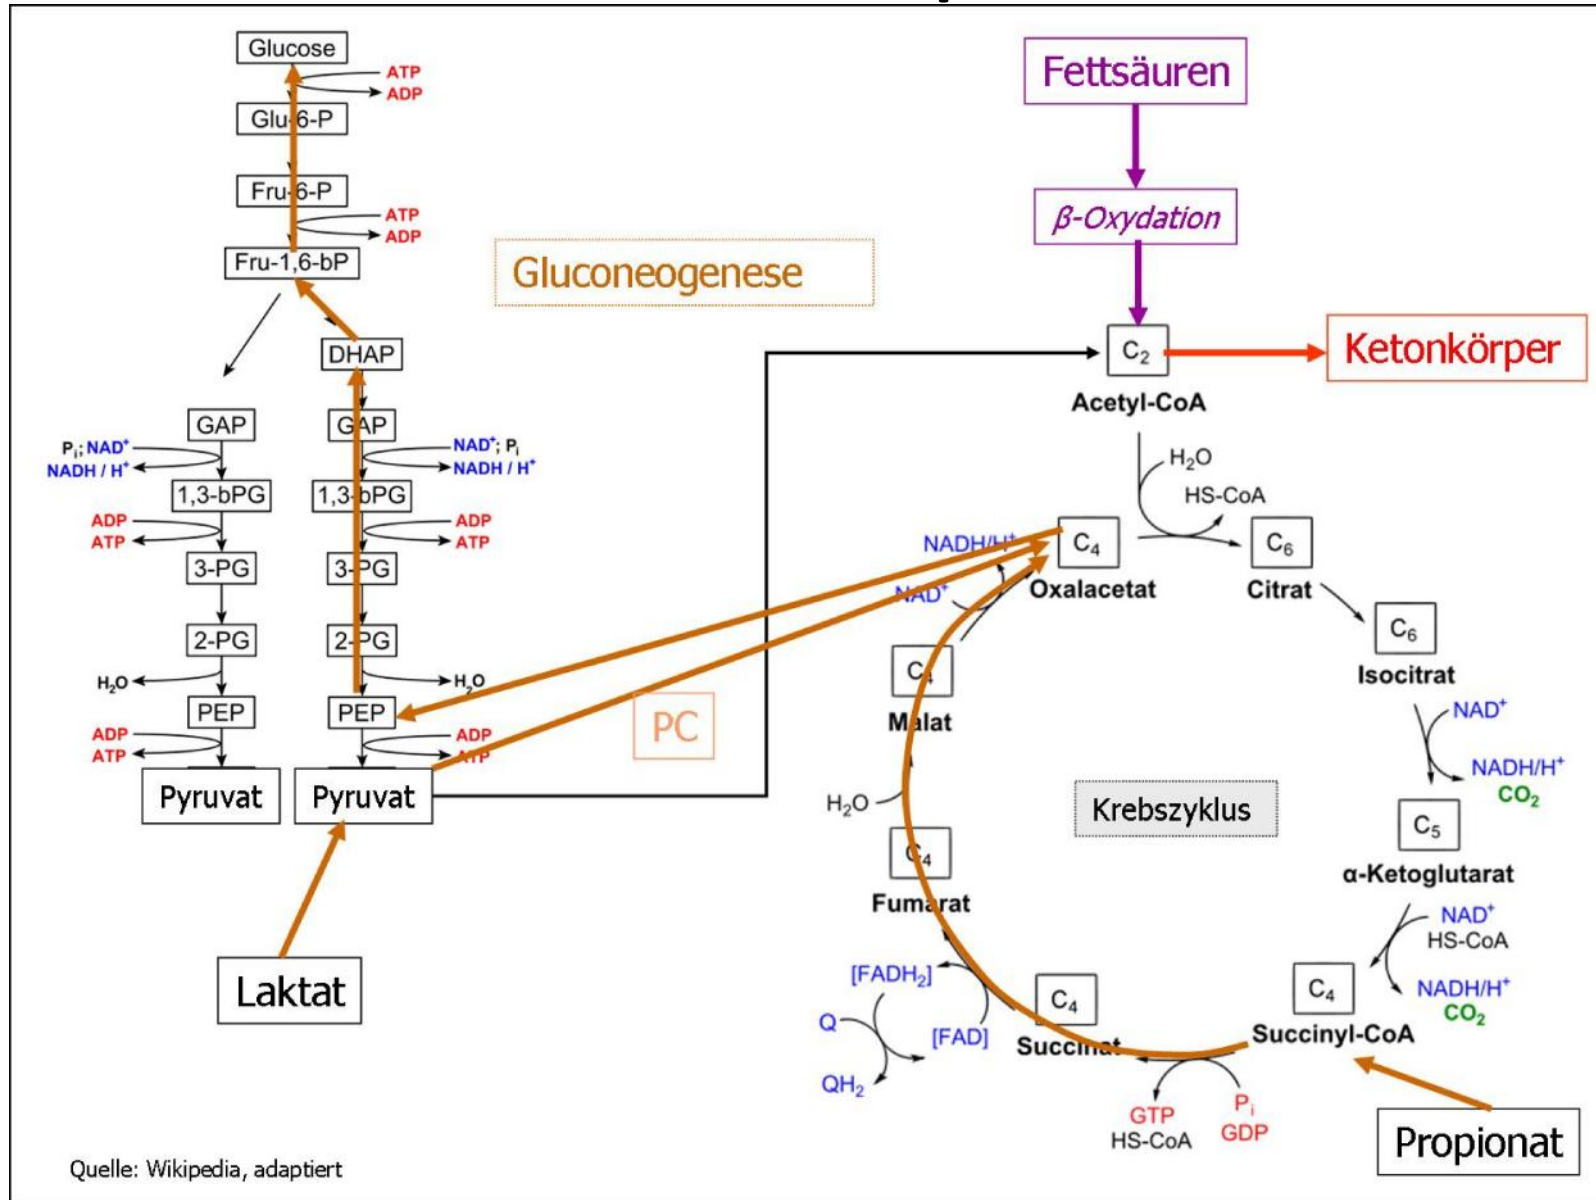 Glucose
ATP
ADP
Glu-6-P
Fru-6-P
ATP
ADP
Fru-1,6-bP
DHAP
GAP
Pᵢ; NAD⁺
NADH / H⁺
1,3-bPG
ADP
ATP
3-PG
2-PG
H₂O
PEP
ADP
ATP
Pyruvat
GAP
NAD⁺; Pᵢ
NADH / H⁺
1,3-bPG
ADP
ATP
3-PG
2-PG
H₂O
PEP
ADP
ATP
Pyruvat
Laktat
Gluconeogenese
PC
Fettsäuren
β-Oxydation
C₂
Acetyl-CoA
Ketonkörper
H₂O
HS-CoA
C₄
Oxalacetat
C₆
Citrat
C₆
Isocitrat
NAD⁺
NADH/H⁺
CO₂
C₅
α-Ketoglutarat
NAD⁺
HS-CoA
NADH/H⁺
CO₂
C₄
Succinyl-CoA
Propionat
Pᵢ
GDP
GTP
HS-CoA
C₄
Succinat
[FAD]
[FADH₂]
Q
QH₂
C₄
Fumarat
H₂O
C₄
Malat
NAD⁺
NADH/H⁺
Krebszyklus
Quelle: Wikipedia, adaptiert